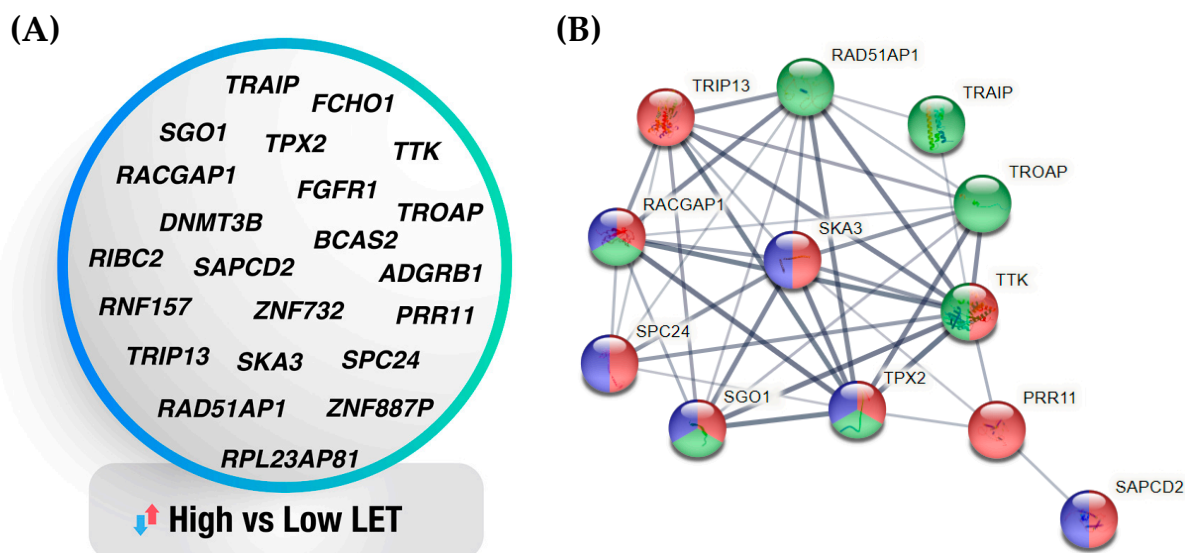 (A)
TRAIP
FCHO1
SGO1
TPX2
TTK
RACGAP1
FGFR1
TROAP
DNMT3B
BCAS2
RIBC2
SAPCD2
ADGRB1
RNF157
ZNF732
PRR11
TRIP13
SKA3
SPC24
RAD51AP1
ZNF887P
RPL23AP81
High vs Low LET
(B)
RAD51AP1
TRIP13
TRAIP
TROAP
RACGAP1
SKA3
TTK
SPC24
TPX2
SGO1
PRR11
SAPCD2